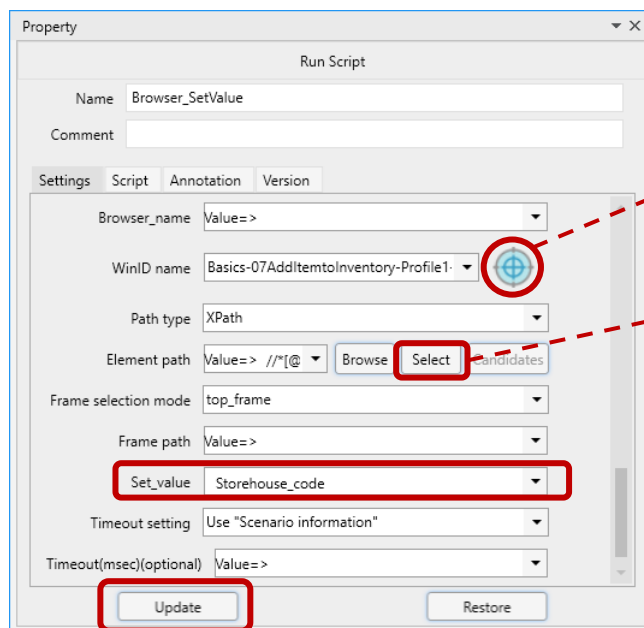 Property
Run Script
Name Browser_SetValue
Comment
Settings Script Annotation Version
Browser_name Value=>
WinID name Basics-07AddItemtoInventory-Profile1-
Path type XPath
Element path Value=> //*[@ Browse Select Candidates
Frame selection mode top_frame
Frame path Value=>
Set_value Storehouse_code
Timeout setting Use "Scenario information"
Timeout(msec)(optional) Value=>
Update Restore